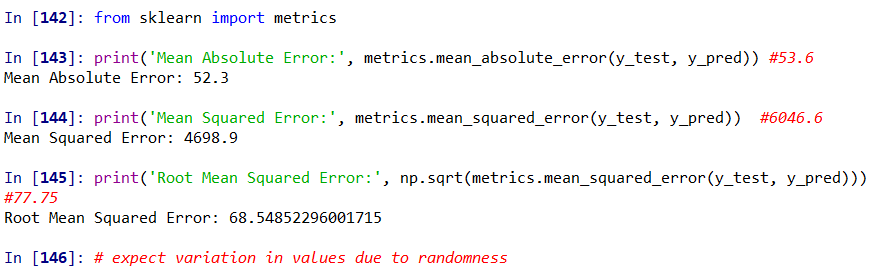 In [142]: from sklearn import metrics
In [143]: print('Mean Absolute Error:', metrics.mean_absolute_error(y_test, y_pred)) #53.6
Mean Absolute Error: 52.3
In [144]: print('Mean Squared Error:', metrics.mean_squared_error(y_test, y_pred))  #6046.6
Mean Squared Error: 4698.9
In [145]: print('Root Mean Squared Error:', np.sqrt(metrics.mean_squared_error(y_test, y_pred)))
#77.75
Root Mean Squared Error: 68.54852296001715
In [146]: # expect variation in values due to randomness